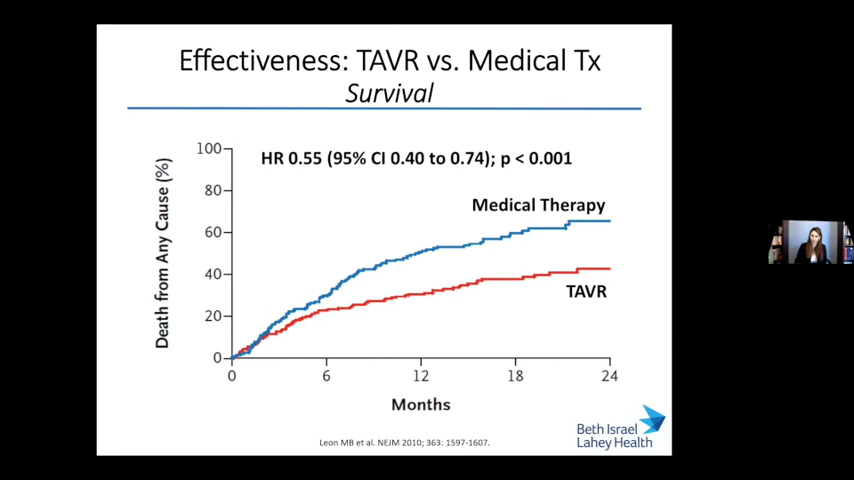 Effectiveness: TAVR vs. Medical Tx
Survival
HR 0.55 (95% CI 0.40 to 0.74); p < 0.001
Death from Any Cause (%)
100
80
60
40
20
0
Medical Therapy
TAVR
0 6 12 18 24
Months
Leon MB et al. NEJM 2010; 363: 1597-1607.
Beth Israel
Lahey Health